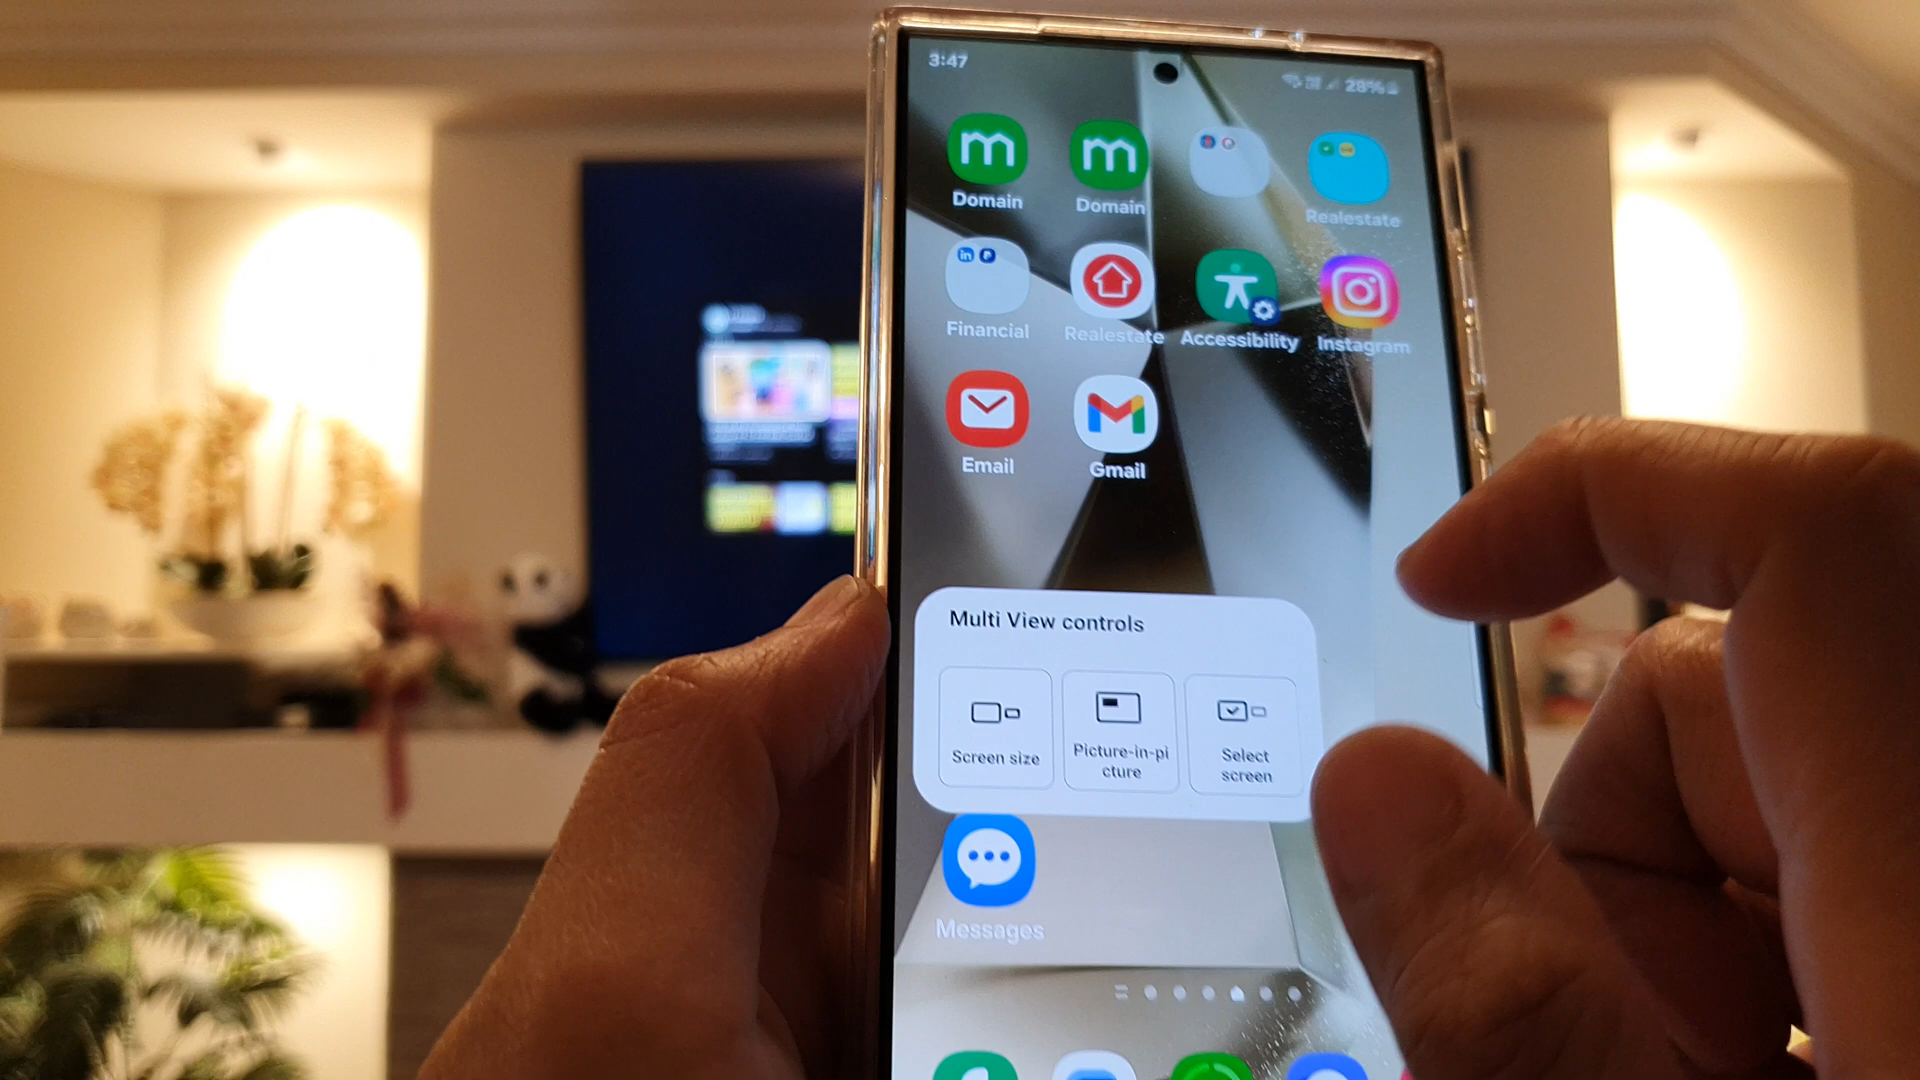 3:47
28%
Domain
Domain
Realestate
in
Financial
Realestate
Accessibility
Instagram
Email
Gmail
Multi View controls
Screen size
Picture-in-pi
cture
Select
screen
Messages